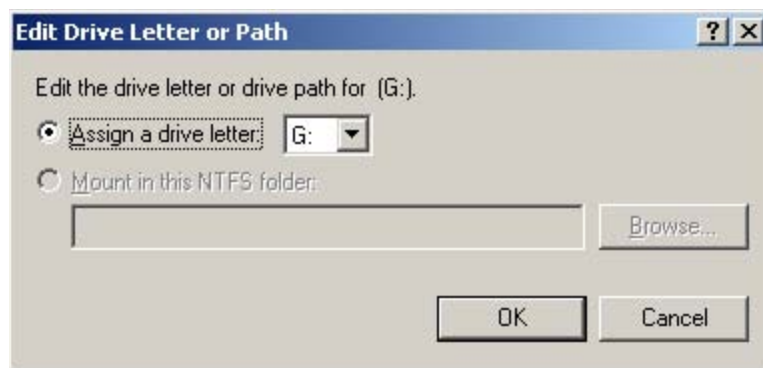 Edit Drive Letter or Path
Edit the drive letter or drive path for (G:).
Assign a drive letter: G:
Mount in this NTFS folder:
Browse...
OK Cancel